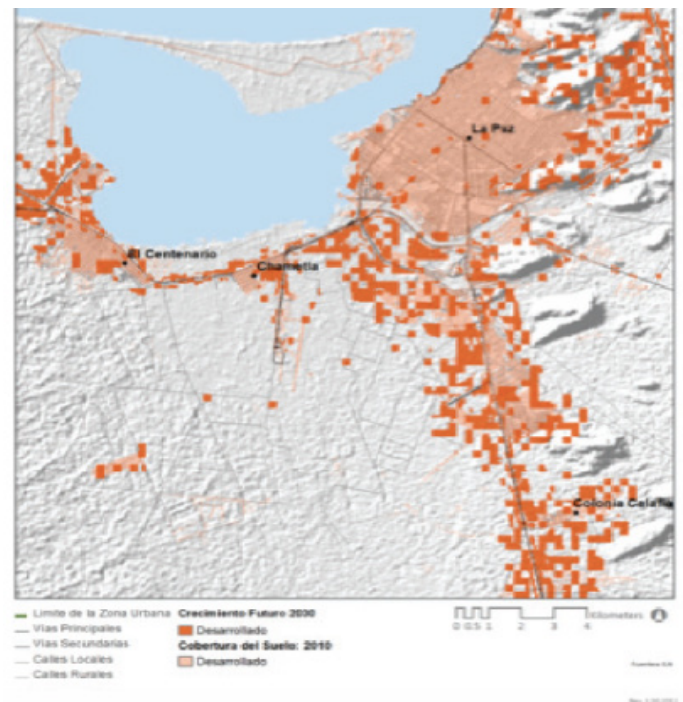 La Paz
El Centenario
Chametla
Colonia Calafia
Limite de la Zona Urbana
Vias Principales
Vias Secundarias
Calles Locales
Calles Rurales
Crecimiento Futuro 2030
Desarrollado
Cobertura del Suelo: 2010
Desarrollado
Kilometers
0 0.5 1 2 3 4